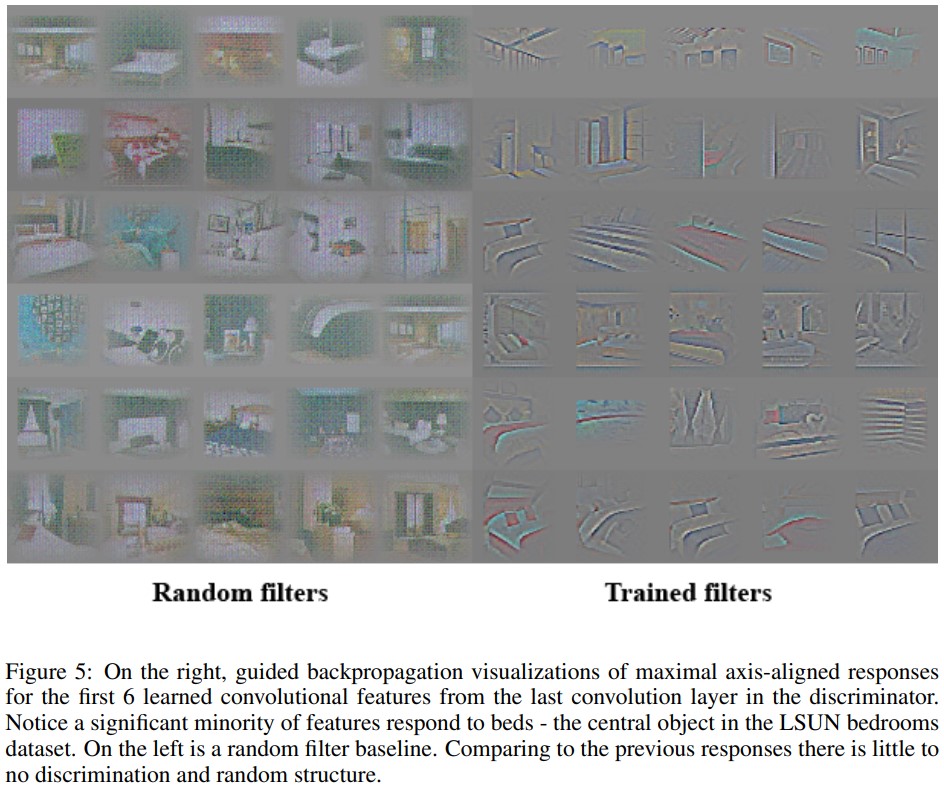 Random filters
Trained filters
Figure 5: On the right, guided backpropagation visualizations of maximal axis-aligned responses
for the first 6 learned convolutional features from the last convolution layer in the discriminator.
Notice a significant minority of features respond to beds - the central object in the LSUN bedrooms
dataset. On the left is a random filter baseline. Comparing to the previous responses there is little to
no discrimination and random structure.